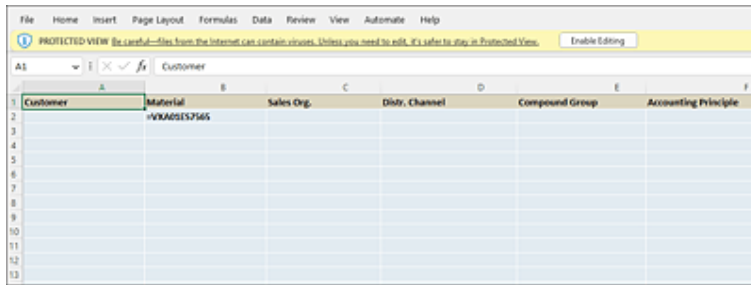 File Home Insert Page Layout Formulas Data Review View Automate Help
PROTECTED VIEW Be careful—files from the Internet can contain viruses. Unless you need to edit, it's safer to stay in Protected View. Enable Editing
A1 fx Customer
A B C D E F
1 Customer Material Sales Org. Distr. Channel Compound Group Accounting Principle
2 =VKA01ES7565
3
4
5
6
7
8
9
10
11
12
13